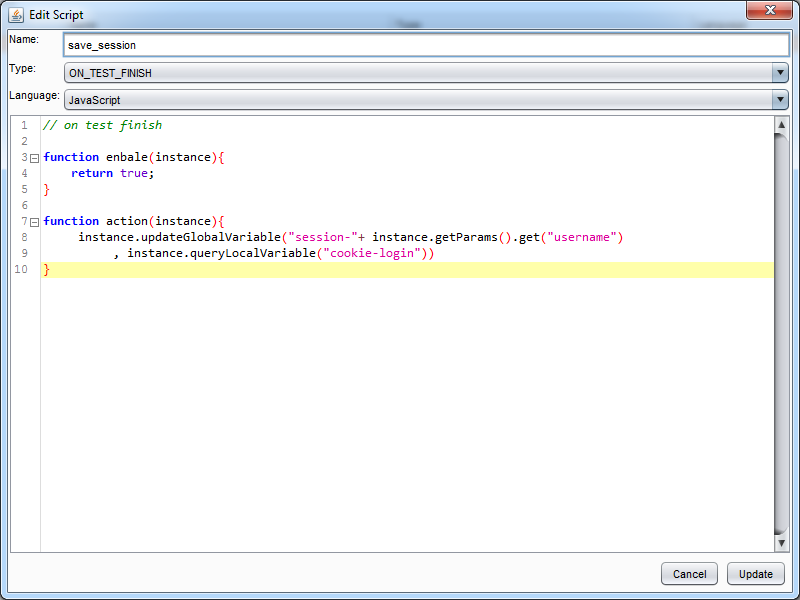 Edit Script
Name: save_session
Type: ON_TEST_FINISH
Language: JavaScript
1 // on test finish
2
3 function enbale(instance){
4 return true;
5 }
6
7 function action(instance){
8 instance.updateGlobalVariable("session-"+ instance.getParams().get("username")
9 , instance.queryLocalVariable("cookie-login"))
10 }
Cancel Update